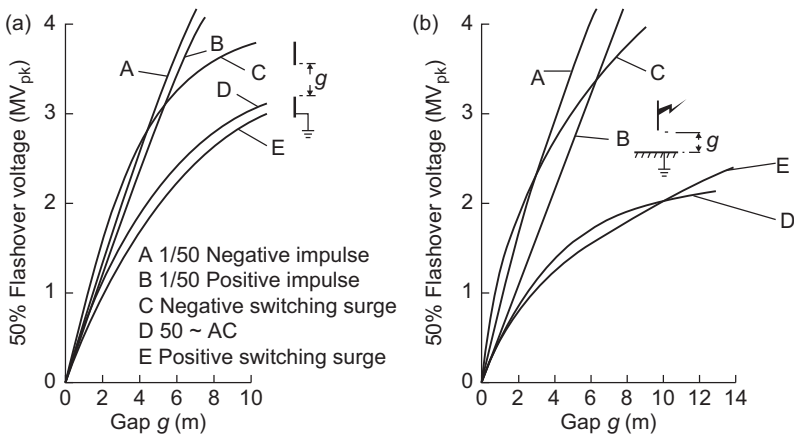 (a)
50% Flashover voltage (MVpk)
4
3
2
1
0
A
B
C
D
E
g
A 1/50 Negative impulse
B 1/50 Positive impulse
C Negative switching surge
D 50 ~ AC
E Positive switching surge
0 2 4 6 8 10
Gap g (m)
(b)
50% Flashover voltage (MVpk)
4
3
2
1
0
A
C
B
g
E
D
0 2 4 6 8 10 12 14
Gap g (m)